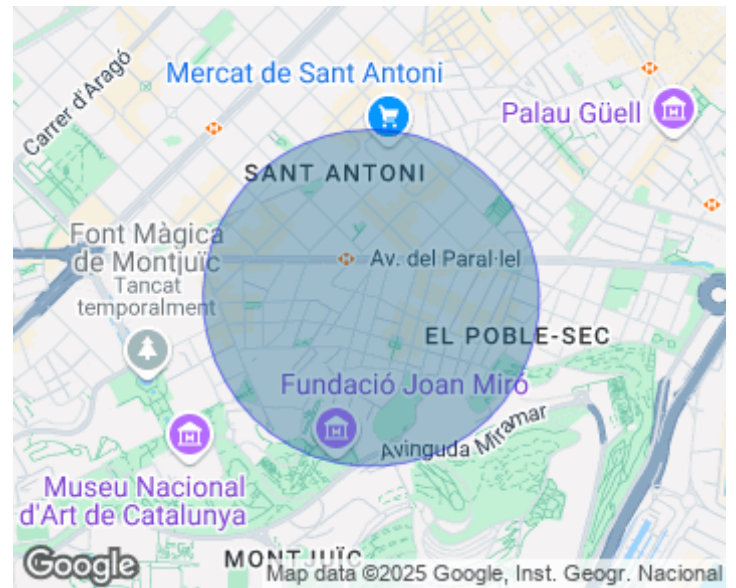 Carrer d'Aragó
Mercat de Sant Antoni
Palau Güell
SANT ANTONI
Font Màgica
de Montjuïc
Tancat
temporalment
Av. del Paral·lel
EL POBLE-SEC
Fundació Joan Miró
Avinguda Miramar
Museu Nacional
d'Art de Catalunya
MONTJUÏC
Google
Map data ©2025 Google, Inst. Geogr. Nacional